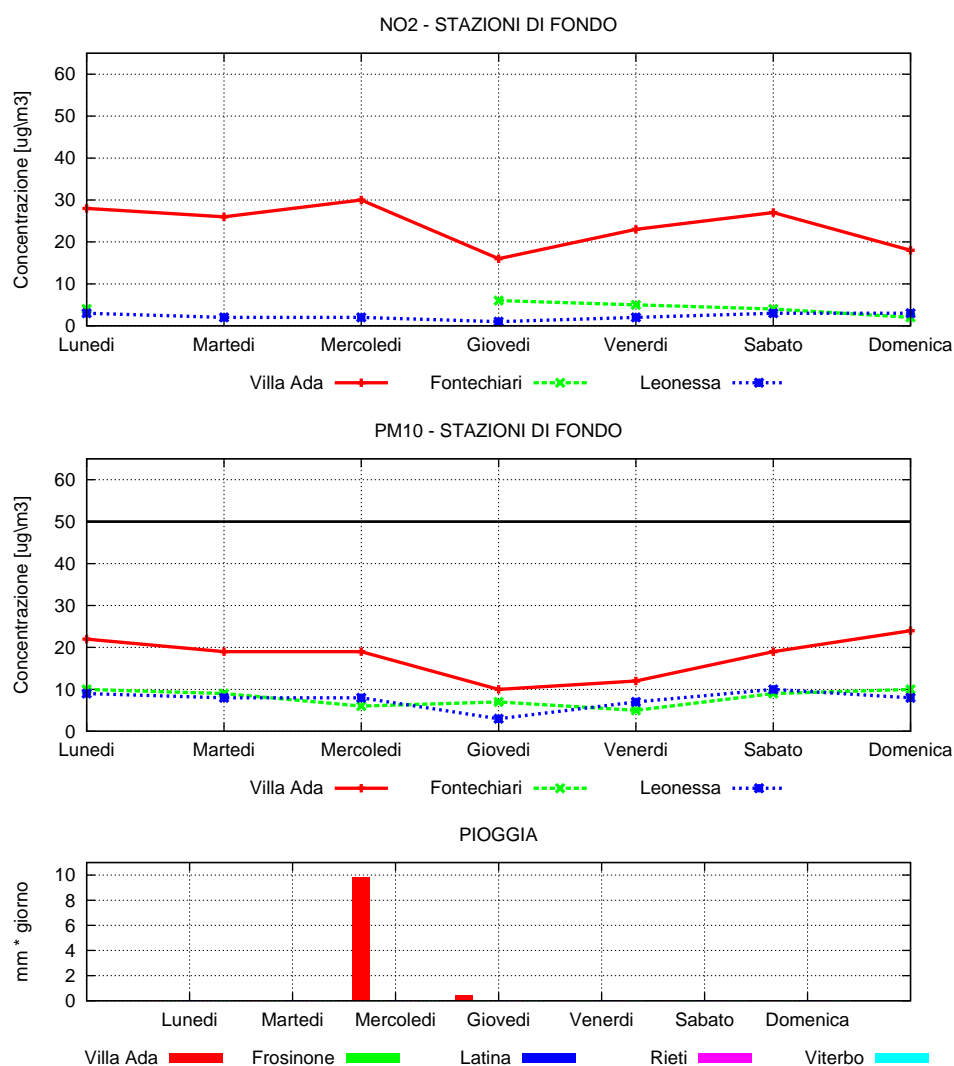 NO2 - STAZIONI DI FONDO
Concentrazione [ug\m3]
60
50
40
30
20
10
0
Lunedi Martedi Mercoledi Giovedi Venerdi Sabato Domenica
Villa Ada Fontechiari Leonessa
PM10 - STAZIONI DI FONDO
Concentrazione [ug\m3]
60
50
40
30
20
10
0
Lunedi Martedi Mercoledi Giovedi Venerdi Sabato Domenica
Villa Ada Fontechiari Leonessa
PIOGGIA
mm * giorno
10
8
6
4
2
0
Lunedi Martedi Mercoledi Giovedi Venerdi Sabato Domenica
Villa Ada Frosinone Latina Rieti Viterbo